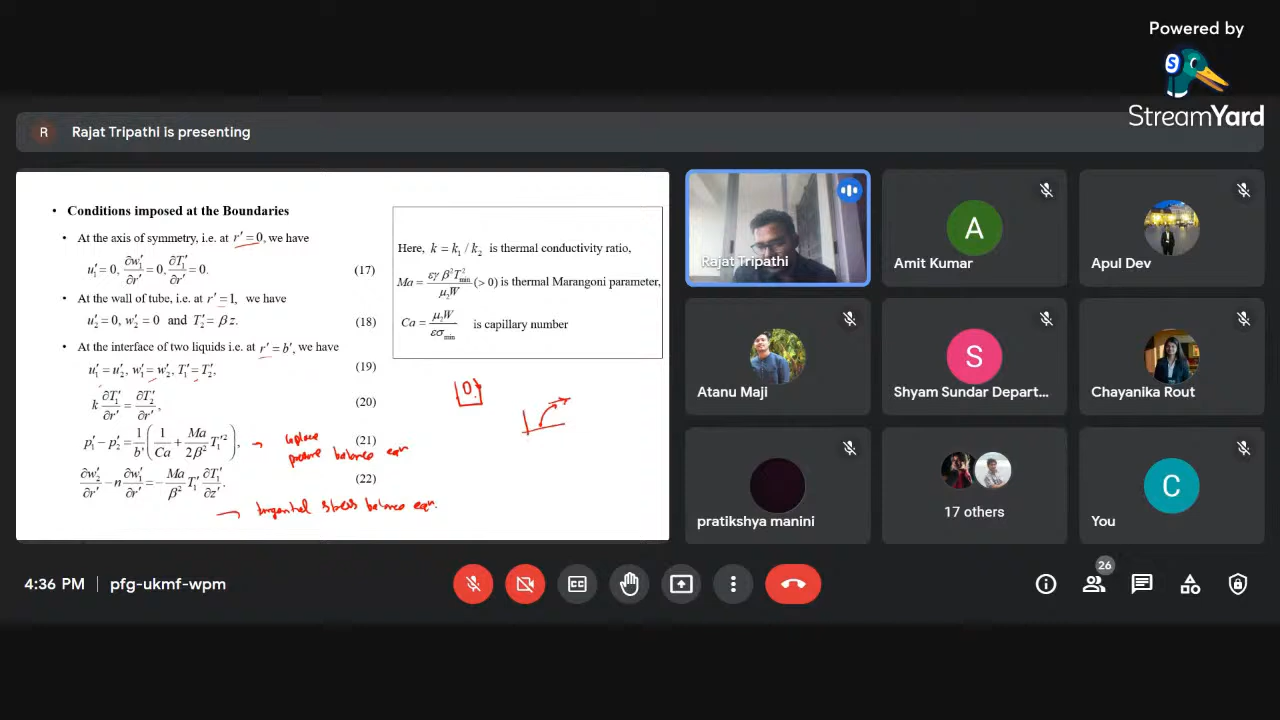 Powered by
S
StreamYard
R Rajat Tripathi is presenting
• Conditions imposed at the Boundaries
• At the axis of symmetry, i.e. at r′ = 0, we have
u′₁ = 0, ∂w′₁/∂r′ = 0, ∂T′₁/∂r′ = 0. (17)
• At the wall of tube, i.e. at r′ = 1, we have
u′₂ = 0, w′₂ = 0 and T′₂ = βz. (18)
• At the interface of two liquids i.e. at r′ = b′, we have
u′₁ = u′₂, w′₁ = w′₂, T′₁ = T′₂, (19)
k ∂T′₁/∂r′ = ∂T′₂/∂r′, (20)
p′₁ − p′₂ = 1/b′ (1/Ca + Ma/2β² T′₁²), (21)
→ Laplace
pressure balance eqn
∂w′₂/∂r′ − n ∂w′₁/∂r′ = − Ma/β² T′₁ ∂T′₁/∂z′. (22)
→ tangential stress balance eqn.
Here, k = k₁ / k₂ is thermal conductivity ratio,
Ma = εγβ²T²min/μ₂W (> 0) is thermal Marangoni parameter,
Ca = μ₂W/εσmin is capillary number
Rajat Tripathi
A
Amit Kumar
Apul Dev
Atanu Maji
S
Shyam Sundar Depart...
Chayanika Rout
pratikshya manini
17 others
C
You
4:36 PM | pfg-ukmf-wpm
CC
26